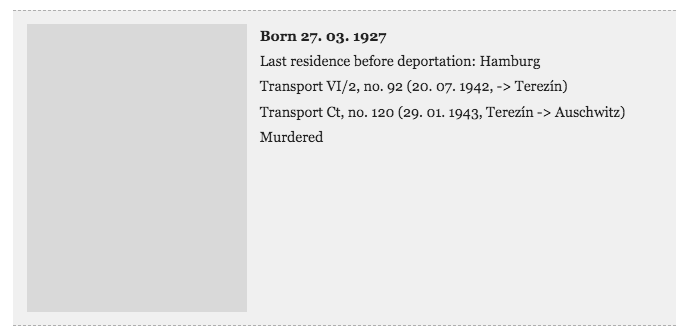 Born 27. 03. 1927
Last residence before deportation: Hamburg
Transport VI/2, no. 92 (20. 07. 1942, -> Terezín)
Transport Ct, no. 120 (29. 01. 1943, Terezín -> Auschwitz)
Murdered